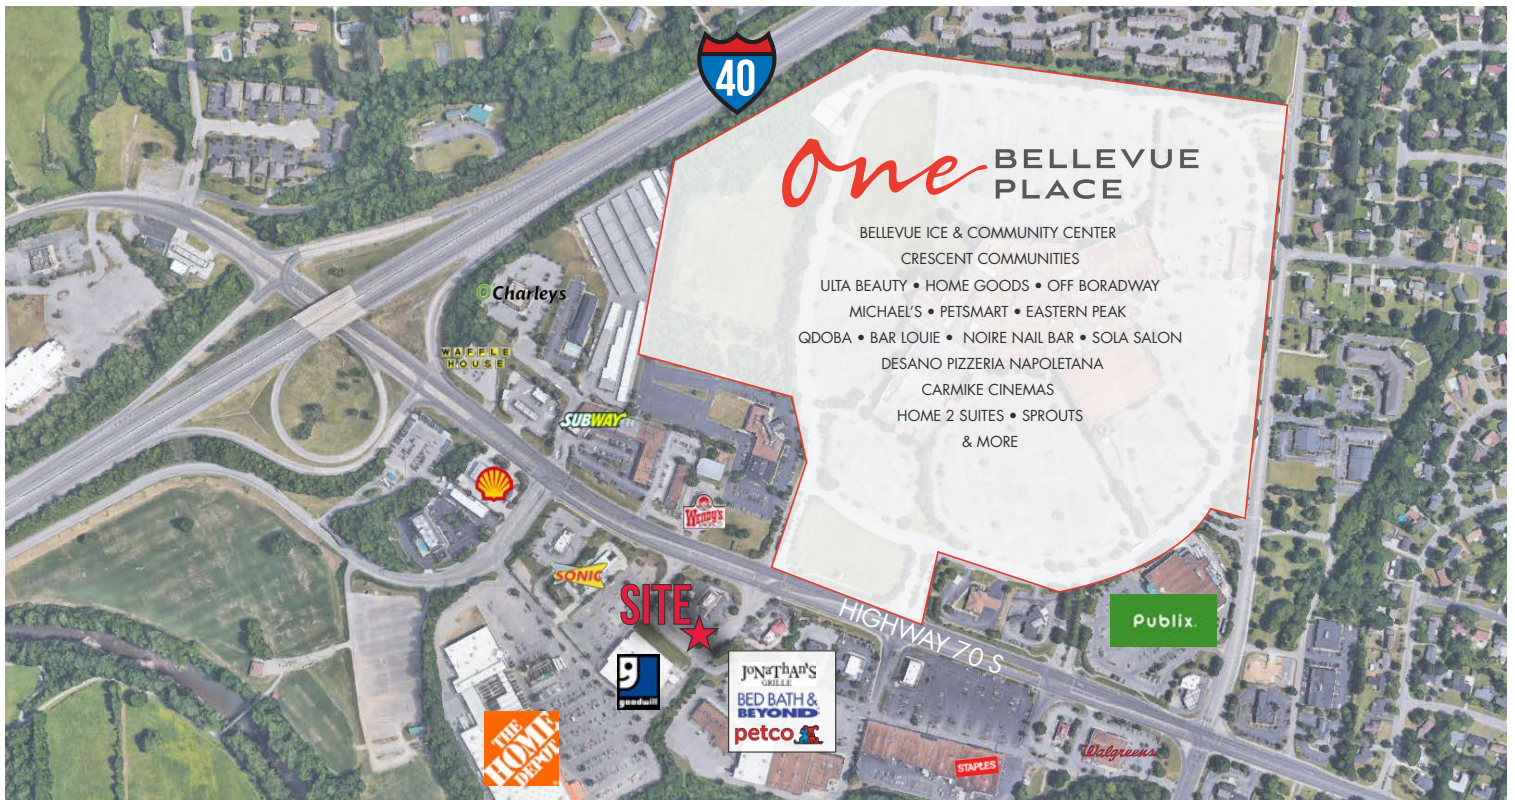 40
one BELLEVUE
PLACE
BELLEVUE ICE & COMMUNITY CENTER
CRESCENT COMMUNITIES
ULTA BEAUTY • HOME GOODS • OFF BORADWAY
MICHAEL'S • PETSMART • EASTERN PEAK
QDOBA • BAR LOUIE • NOIRE NAIL BAR • SOLA SALON
DESANO PIZZERIA NAPOLETANA
CARMIKE CINEMAS
HOME 2 SUITES • SPROUTS
& MORE
O'Charleys
WAFFLE
HOUSE
SUBWAY
Wendy's
SONIC
SITE
HIGHWAY 70 S
Publix.
g
goodwill
JONATHAN'S
GRILLE
BED BATH &
BEYOND
petco
THE
HOME
DEPOT
STAPLES
Walgreens